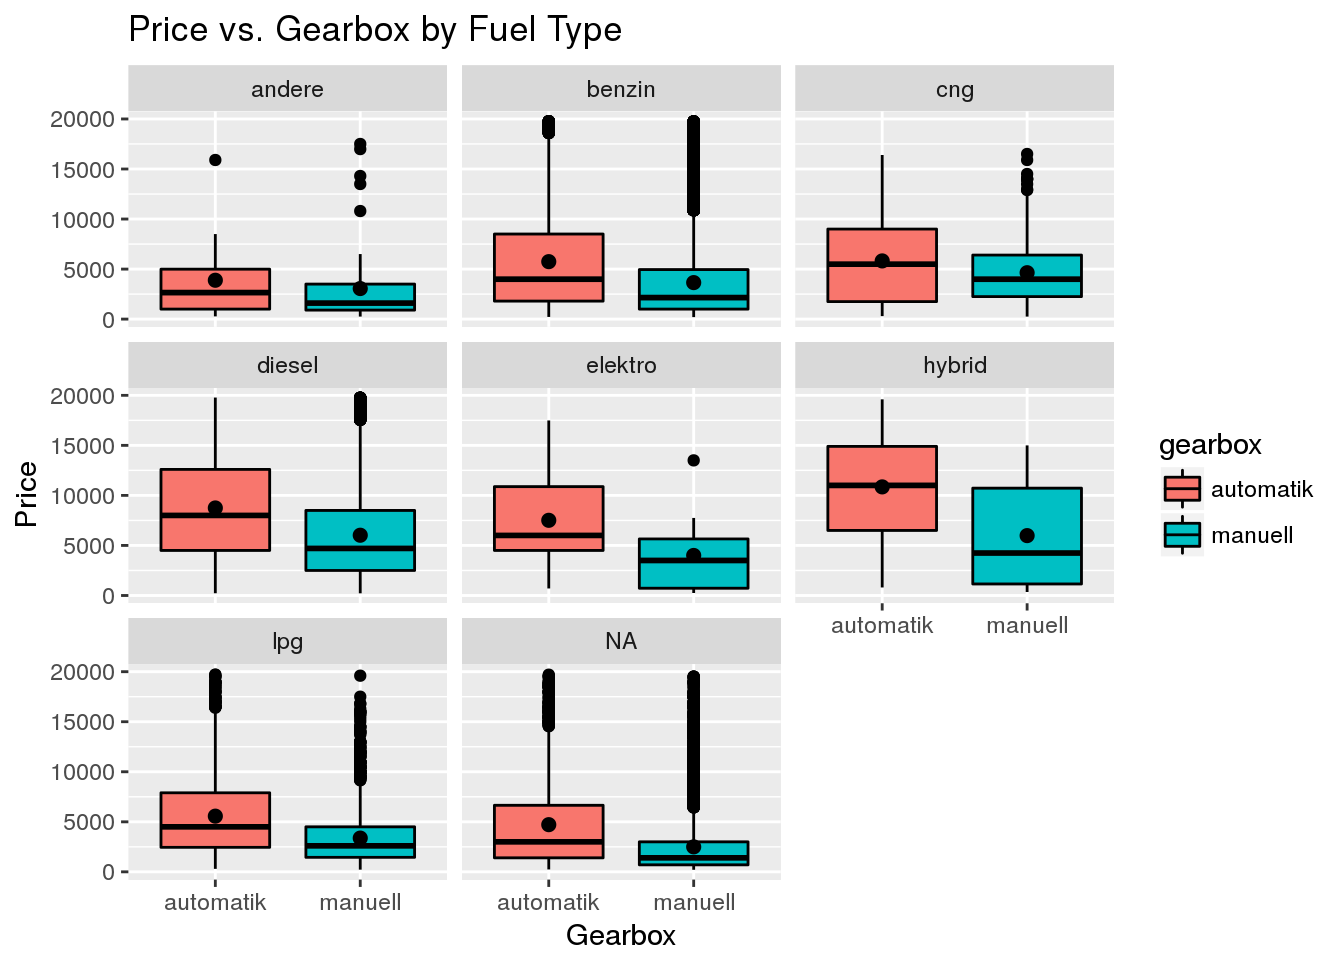 Price vs. Gearbox by Fuel Type
andere
benzin
cng
20000
15000
10000
5000
0
diesel
elektro
hybrid
20000
15000
10000
5000
0
automatik
manuell
lpg
NA
20000
15000
10000
5000
0
automatik
manuell
automatik
manuell
Gearbox
Price
gearbox
automatik
manuell